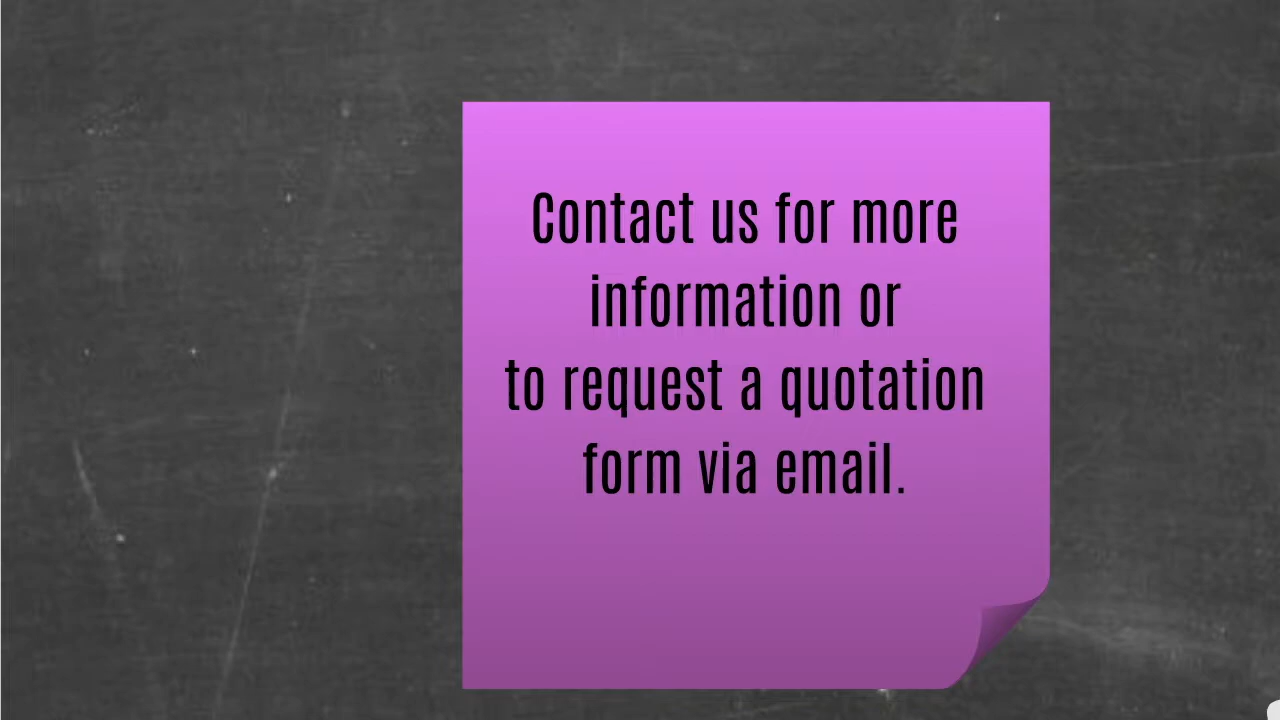 Contact us for more
information or
to request a quotation
form via email.